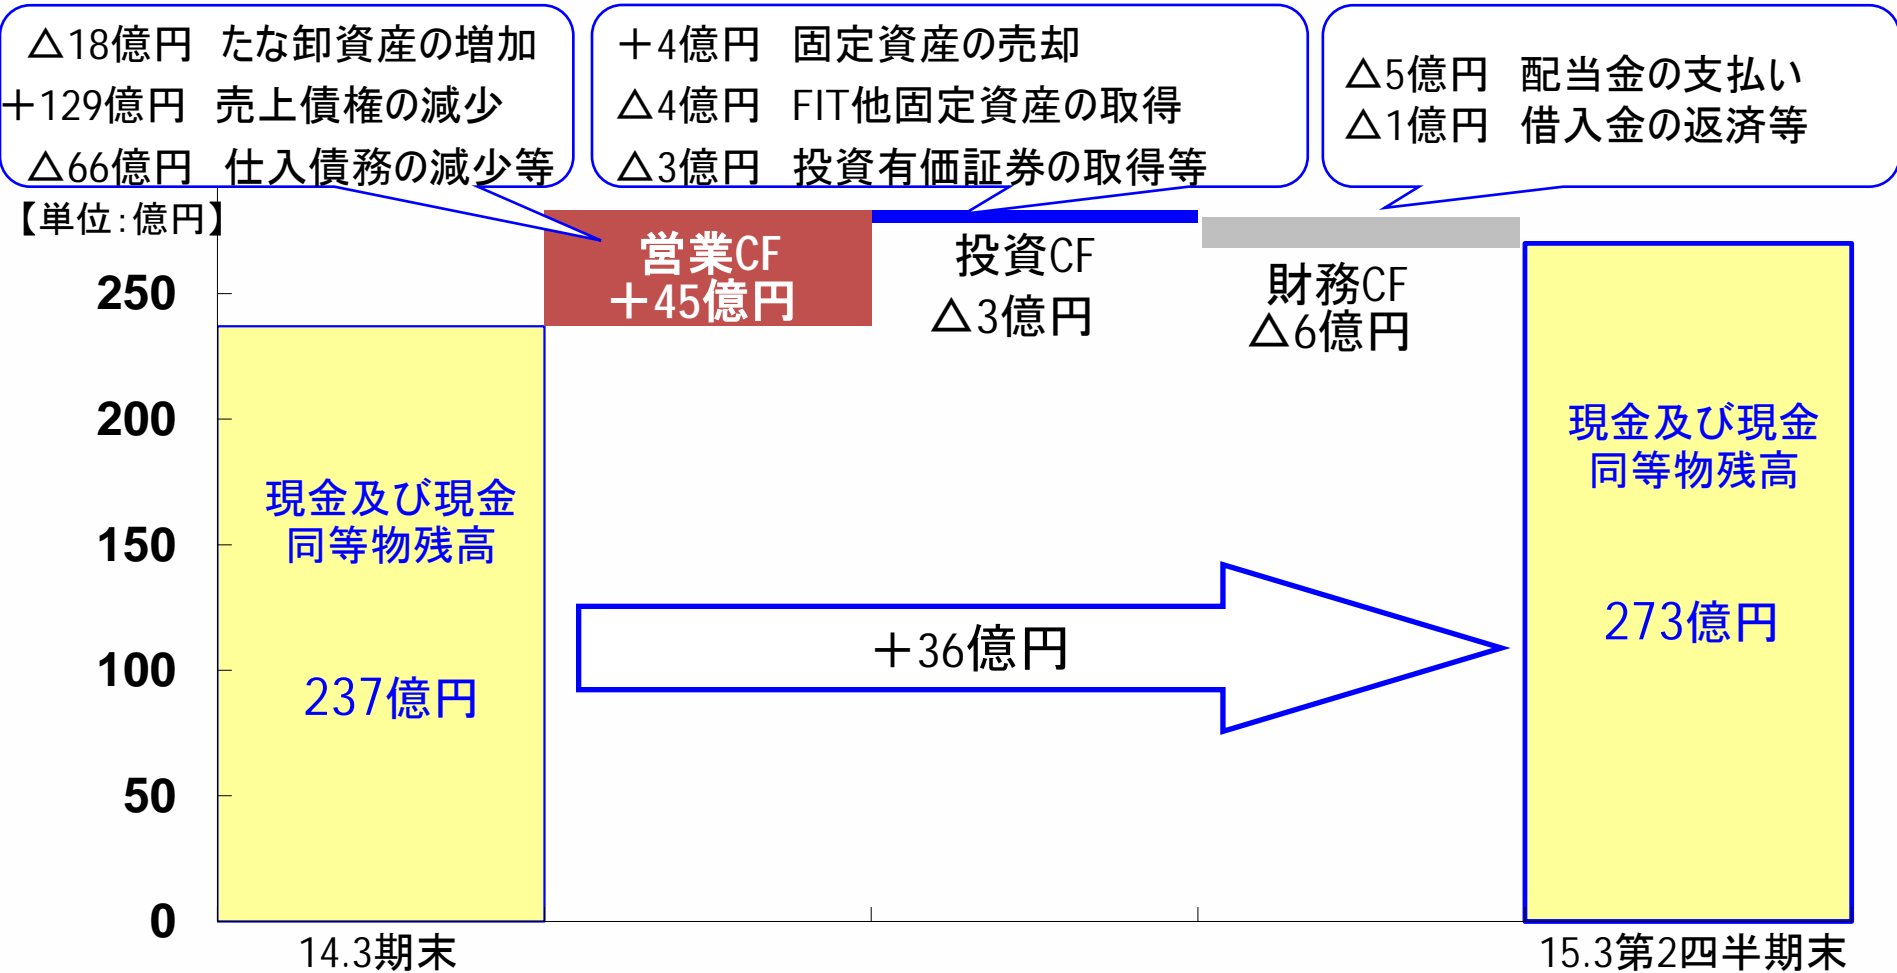 △18億円 たな卸資産の増加
＋129億円 売上債権の減少
△66億円 仕入債務の減少等
＋4億円 固定資産の売却
△4億円 FIT他固定資産の取得
△3億円 投資有価証券の取得等
△5億円 配当金の支払い
△1億円 借入金の返済等
【単位:億円】
250
200
150
100
50
0
営業CF
＋45億円
投資CF
△3億円
財務CF
△6億円
現金及び現金
同等物残高
237億円
＋36億円
現金及び現金
同等物残高
273億円
14.3期末
15.3第2四半期末